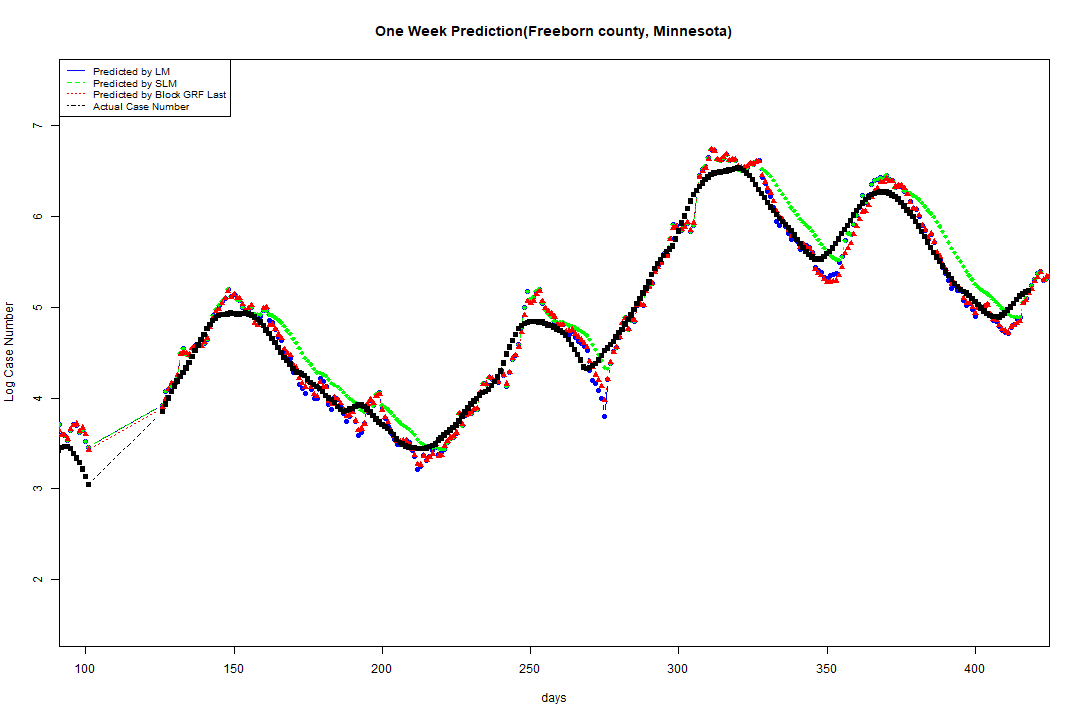 One Week Prediction(Freeborn county, Minnesota)
Predicted by LM
Predicted by SLM
Predicted by Block GRF Last
Actual Case Number
Log Case Number
7
6
5
4
3
2
100 150 200 250 300 350 400
days